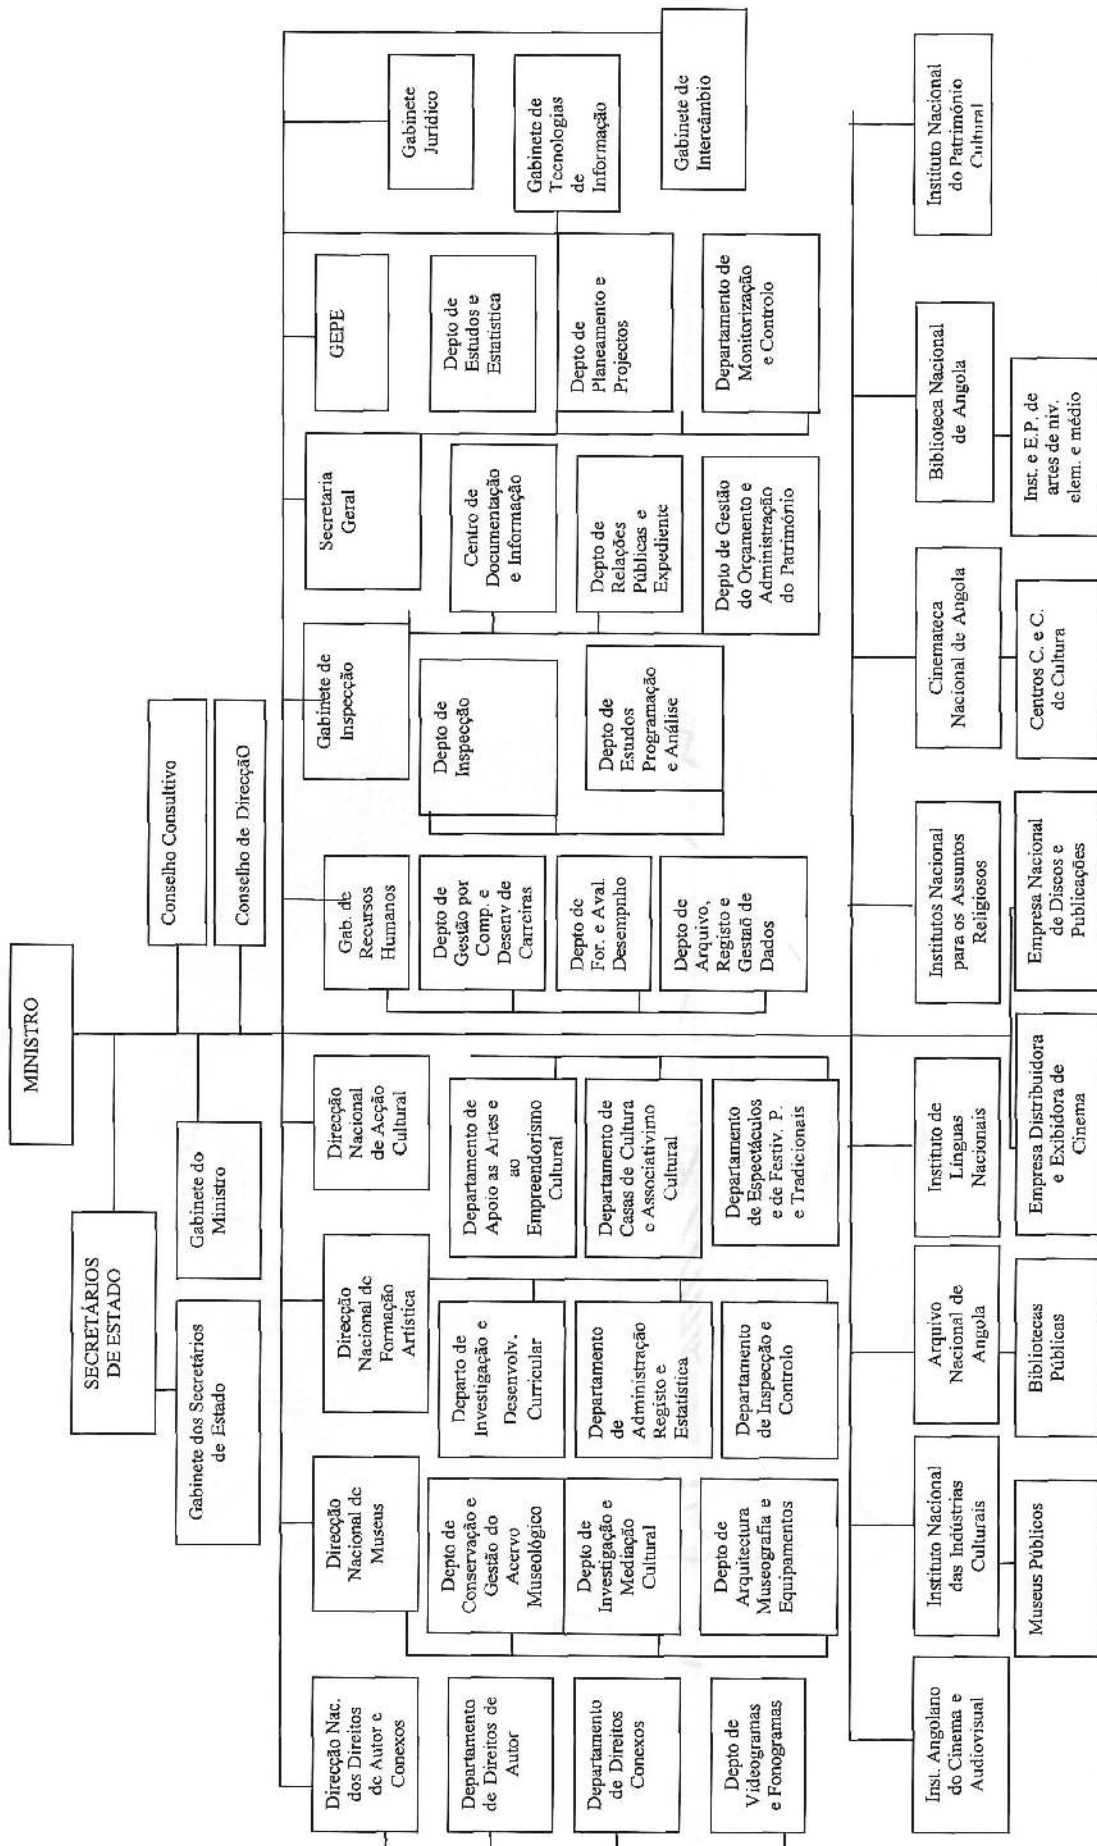 MINISTRO
SECRETÁRIOS
DE ESTADO
Conselho Consultivo
Gabinete dos Secretários
de Estado
Gabinete do
Ministro
Conselho de DirecçãO
Direcção Nac.
dos Direitos
de Autor e
Conexos
Direcção
Nacional de
Museus
Direcção
Nacional de
Formação
Artística
Direcção
Nacional
de Acção
Cultural
Gab. de
Recursos
Humanos
Gabinete de
Inspecção
Secretaria
Geral
GEPE
Gabinete
Jurídico
Departamento
de Direitos de
Autor
Depto de
Conservação e
Gestão do
Acervo
Museológico
Departo de
Investigação e
Desenvolv.
Curricular
Departamento de
Apoio as Artes e
ao
Empreendorismo
Cultural
Depto de
Gestão por
Comp. e
Desenv de
Carreiras
Depto de
Inspecção
Centro de
Documentação
e Informação
Depto de
Estudos e
Estatistica
Gabinete de
Tecnologias
de
Informação
Departamento
de Direitos
Conexos
Depto de
Investigação e
Mediação
Cultural
Departamento
de
Administração
Registo e
Estatística
Departamento de
Casas de Cultura
e Associativimo
Cultural
Depto de
For. e Aval.
Desempnho
Depto de
Estudos
Programação
e Análise
Depto de
Relações
Públicas e
Expediente
Depto de
Planeamento e
Projectos
Gabinete de
Intercâmbio
Depto de
Videogramas
e Fonogramas
Depto de
Arquitectura
Museografia e
Equipamentos
Departamento
de Inspecção e
Controlo
Departamento
de Espectáculos
e de Festiv. P.
e Tradicionais
Depto de
Arquivo,
Registo e
Gestaõ de
Dados
Depto de Gestão
do Orçamento e
Administração
do Património
Departamento de
Monitorização
e Controlo
Inst. Angolano
do Cinema e
Audiovisual
Instituto Nacional
das Indústrias
Culturais
Arquivo
Nacional de
Angola
Instituto de
Línguas
Nacionais
Institutos Nacional
para os Assuntos
Religiosos
Cinemateca
Nacional de Angola
Biblioteca Nacional
de Angola
Instituto Nacional
do Património
Cultural
Museus Públicos
Bibliotecas
Públicas
Empresa Distribuidora
e Exibidora de
Cinema
Empresa Nacional
de Discos e
Publicações
Centros C. e C.
de Cultura
Inst. e E.P. de
artes de niv.
elem. e médio